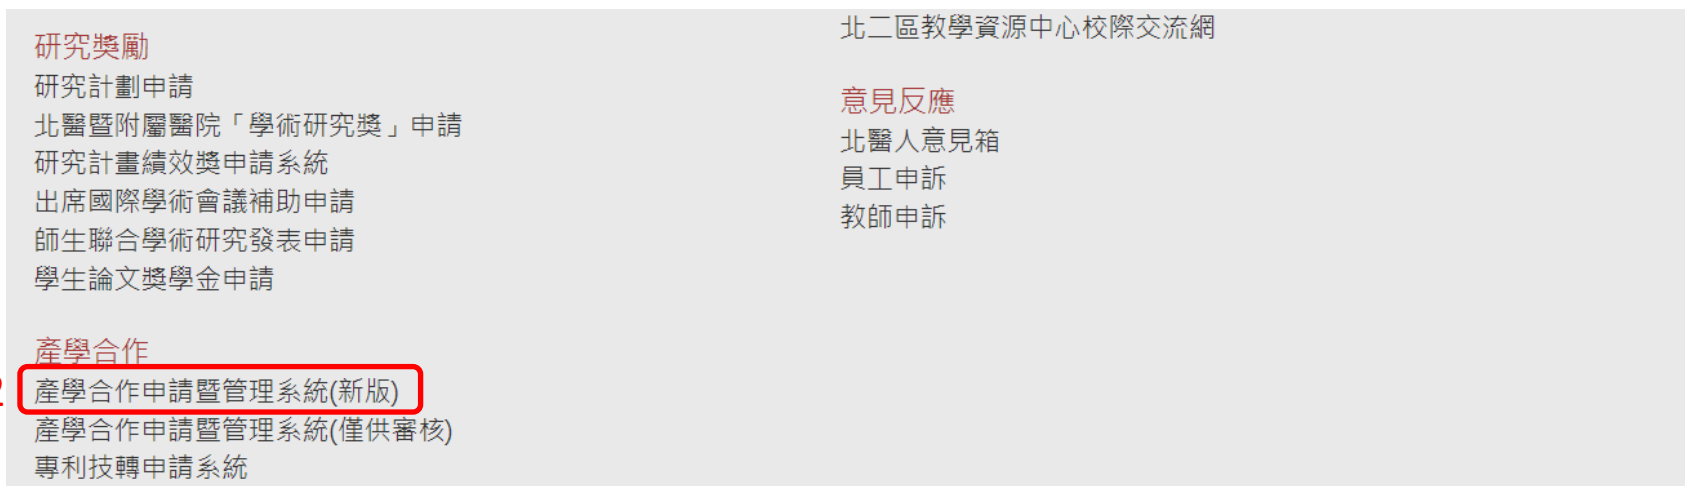 研究獎勵
研究計劃申請
北醫暨附屬醫院「學術研究獎」申請
研究計畫績效獎申請系統
出席國際學術會議補助申請
師生聯合學術研究發表申請
學生論文獎學金申請
產學合作
2
產學合作申請暨管理系統(新版)
產學合作申請暨管理系統(僅供審核)
專利技轉申請系統
北二區教學資源中心校際交流網
意見反應
北醫人意見箱
員工申訴
教師申訴